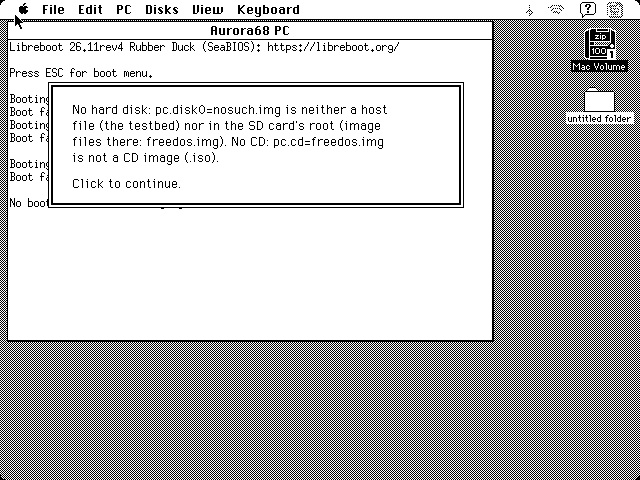 File Edit PC Disks View Keyboard
Aurora68 PC
Libreboot 26.11rev4 Rubber Duck (SeaBIOS): https://libreboot.org/
Press ESC for boot menu.
No hard disk: pc.disk0=nosuch.img is neither a host
file (the testbed) nor in the SD card's root (image
files there: freedos.img). No CD: pc.cd=freedos.img
is not a CD image (.iso).
Click to continue.
Booting
Boot
Booting
Boot
Booting
Boot
zip
100
Mac Volume
untitled folder